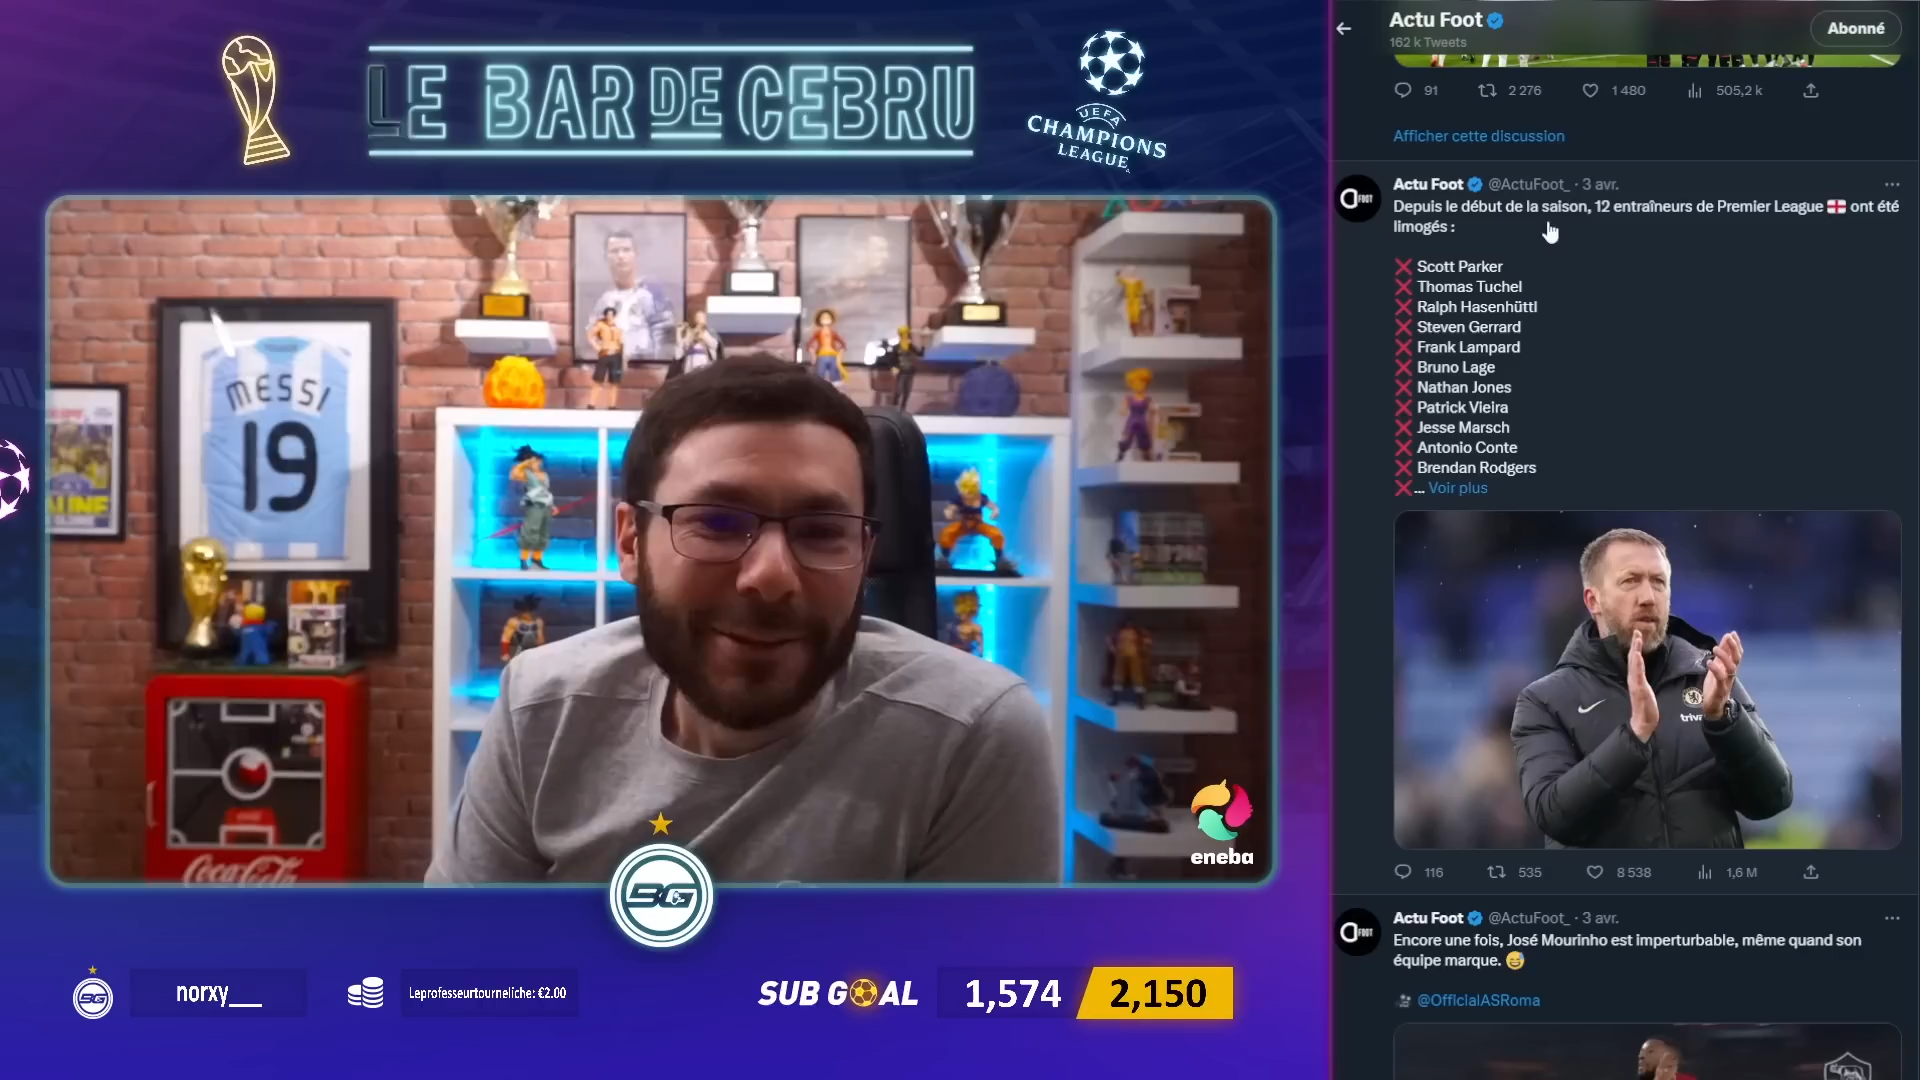 LE BAR DE CEBRU
UEFA
CHAMPIONS
LEAGUE
MESSI
19
Coca-Cola
eneba
BG
norxy___
Leprofesseurtourneliche: €2.00
SUB GOAL
1,574
2,150
Actu Foot
162 k Tweets
Abonné
91
2 276
1 480
505,2 k
Afficher cette discussion
Actu Foot @ActuFoot_ · 3 avr.
Depuis le début de la saison, 12 entraîneurs de Premier League 🏴󠁧󠁢󠁥󠁮󠁧󠁿 ont été
limogés :
❌ Scott Parker
❌ Thomas Tuchel
❌ Ralph Hasenhüttl
❌ Steven Gerrard
❌ Frank Lampard
❌ Bruno Lage
❌ Nathan Jones
❌ Patrick Vieira
❌ Jesse Marsch
❌ Antonio Conte
❌ Brendan Rodgers
❌... Voir plus
116
535
8 538
1,6 M
Actu Foot @ActuFoot_ · 3 avr.
Encore une fois, José Mourinho est imperturbable, même quand son
équipe marque. 😅
🎥 @OfficialASRoma